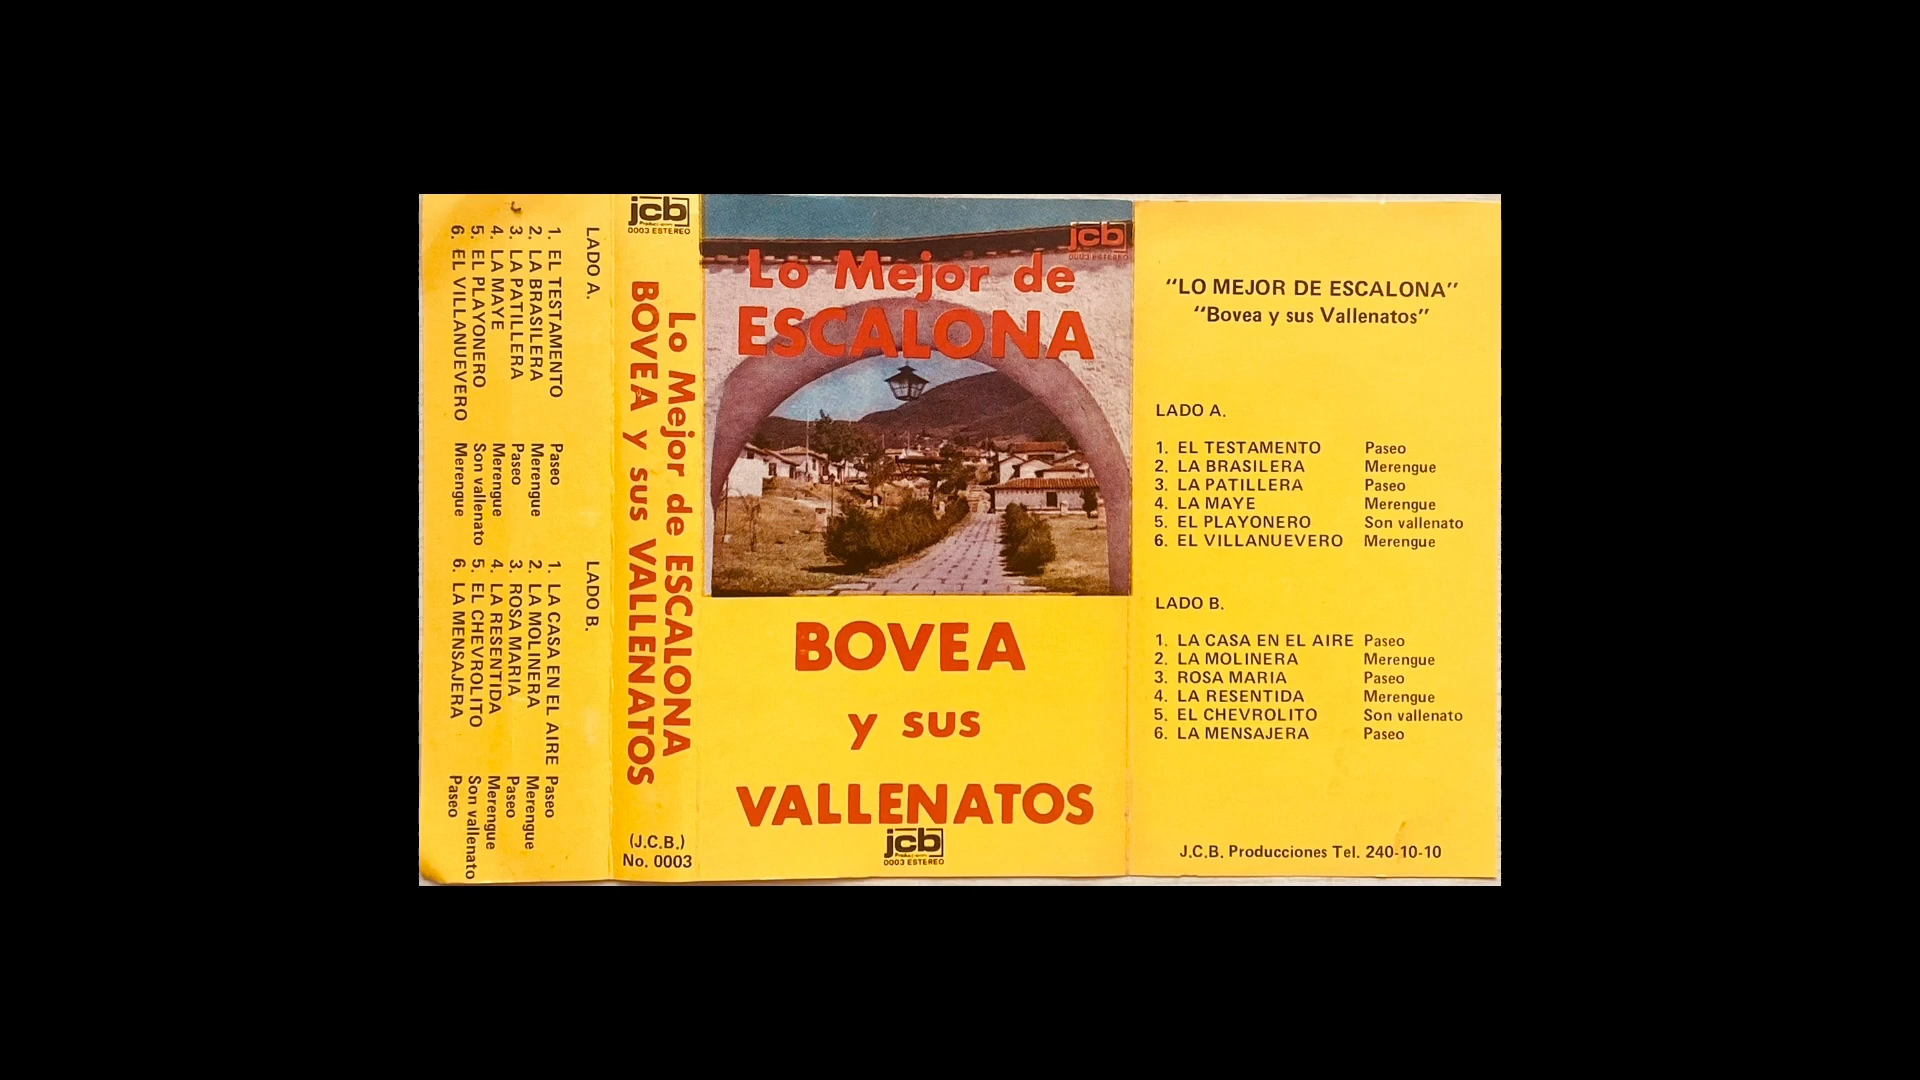 LADO A.
1. EL TESTAMENTO Paseo
2. LA BRASILERA Merengue
3. LA PATILLERA Paseo
4. LA MAYE Merengue
5. EL PLAYONERO Son vallenato
6. EL VILLANUEVERO Merengue
LADO B.
1. LA CASA EN EL AIRE Paseo
2. LA MOLINERA Merengue
3. ROSA MARIA Paseo
4. LA RESENTIDA Merengue
5. EL CHEVROLITO Son vallenato
6. LA MENSAJERA Paseo
jcb
Producciones
0003 ESTEREO
Lo Mejor de ESCALONA
BOVEA y sus VALLENATOS
(J.C.B.)
No. 0003
jcb
0003 ESTEREO
Lo Mejor de
ESCALONA
BOVEA
y sus
VALLENATOS
jcb
Producciones
0003 ESTEREO
"LO MEJOR DE ESCALONA"
"Bovea y sus Vallenatos"
LADO A.
1. EL TESTAMENTO Paseo
2. LA BRASILERA Merengue
3. LA PATILLERA Paseo
4. LA MAYE Merengue
5. EL PLAYONERO Son vallenato
6. EL VILLANUEVERO Merengue
LADO B.
1. LA CASA EN EL AIRE Paseo
2. LA MOLINERA Merengue
3. ROSA MARIA Paseo
4. LA RESENTIDA Merengue
5. EL CHEVROLITO Son vallenato
6. LA MENSAJERA Paseo
J.C.B. Producciones Tel. 240-10-10